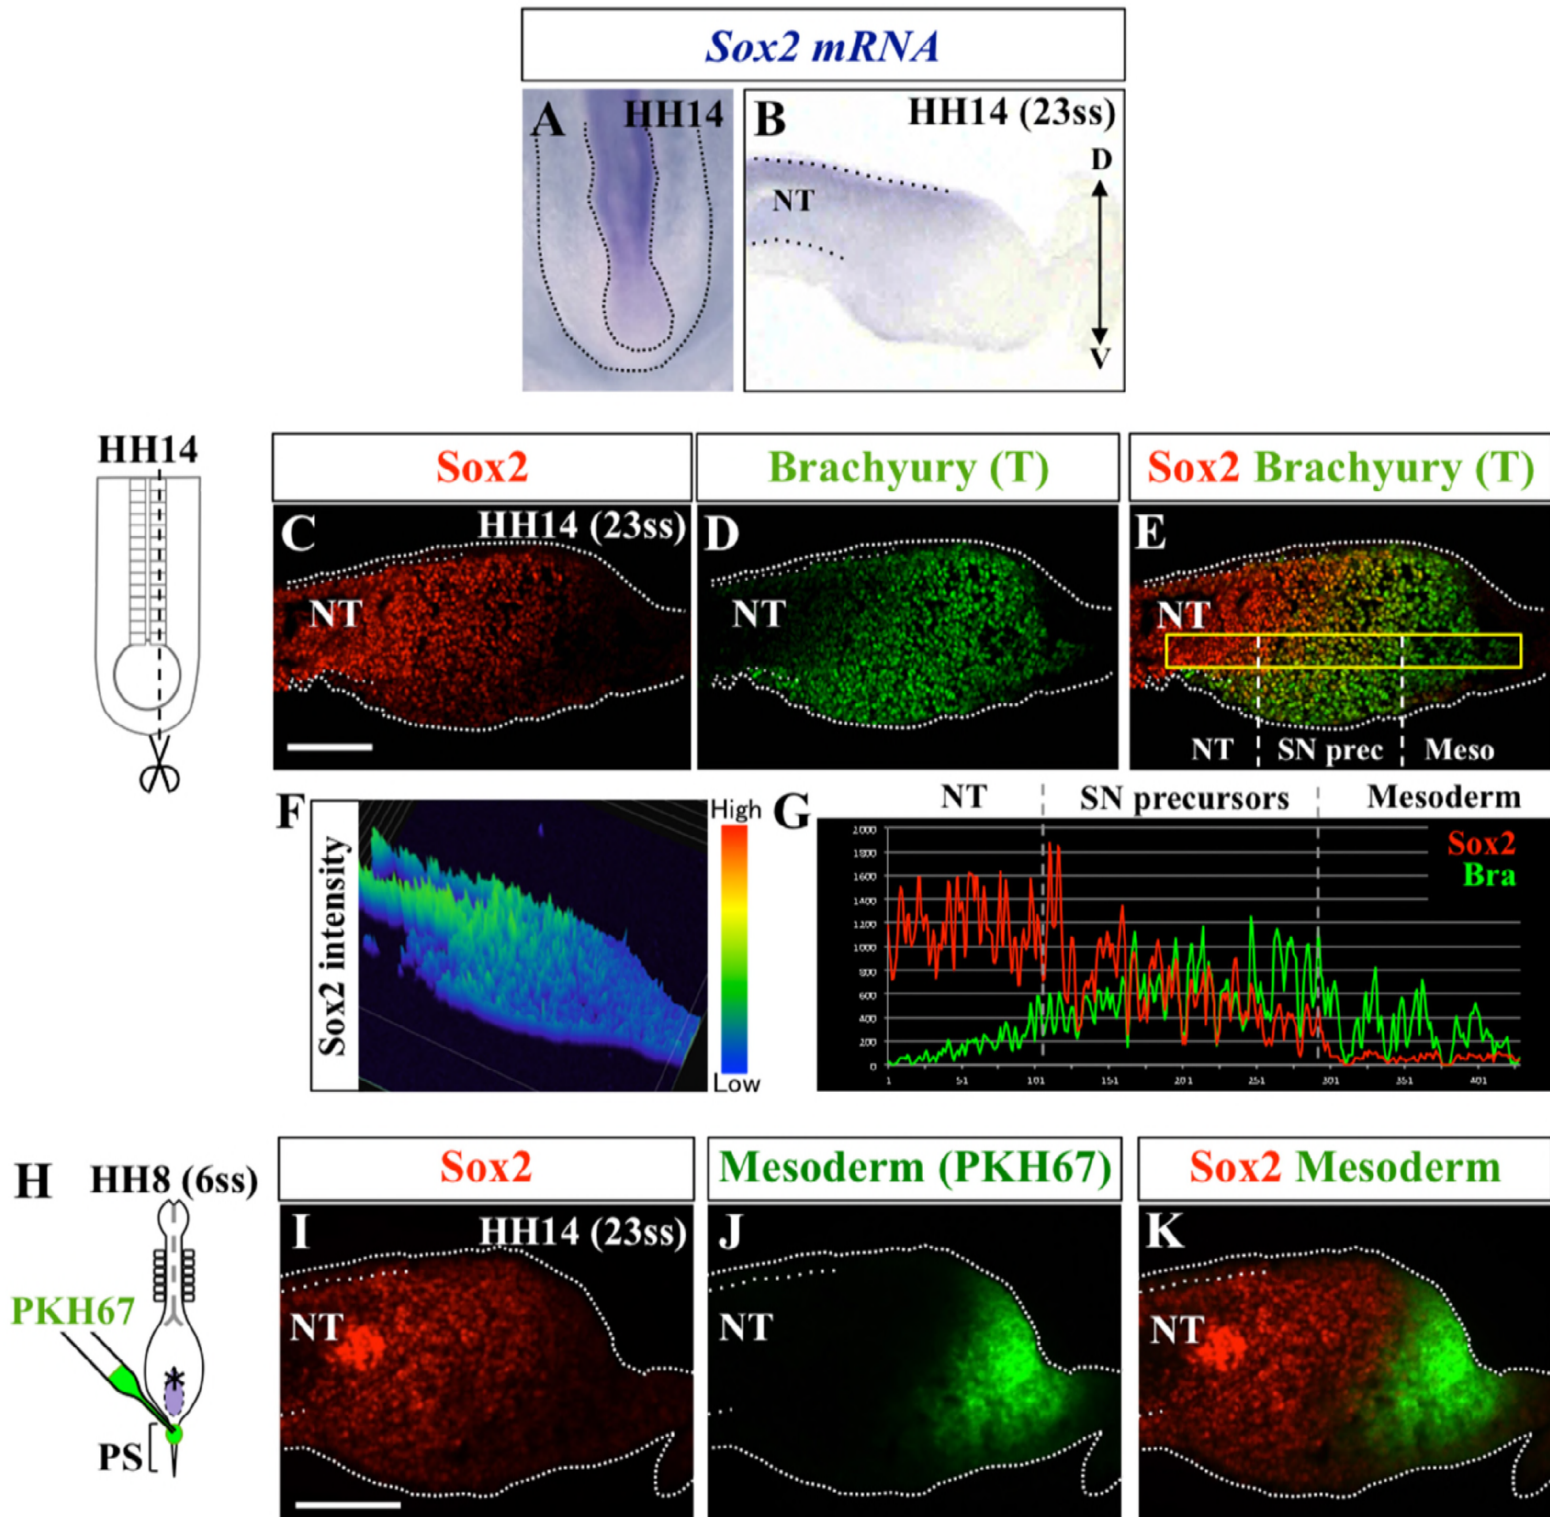 Sox2 mRNA
A HH14
B HH14 (23ss)
NT
D
V
HH14
Sox2
Brachyury (T)
Sox2 Brachyury (T)
C HH14 (23ss)
NT
D
NT
E
NT
NT SN prec Meso
F
Sox2 intensity
High
Low
G
NT SN precursors Mesoderm
Sox2
Bra
2000
1800
1600
1400
1200
1000
800
600
400
200
0
1 51 101 151 201 251 301 351 401
H HH8 (6ss)
PKH67
PS
Sox2
Mesoderm (PKH67)
Sox2 Mesoderm
I HH14 (23ss)
NT
J
NT
K
NT